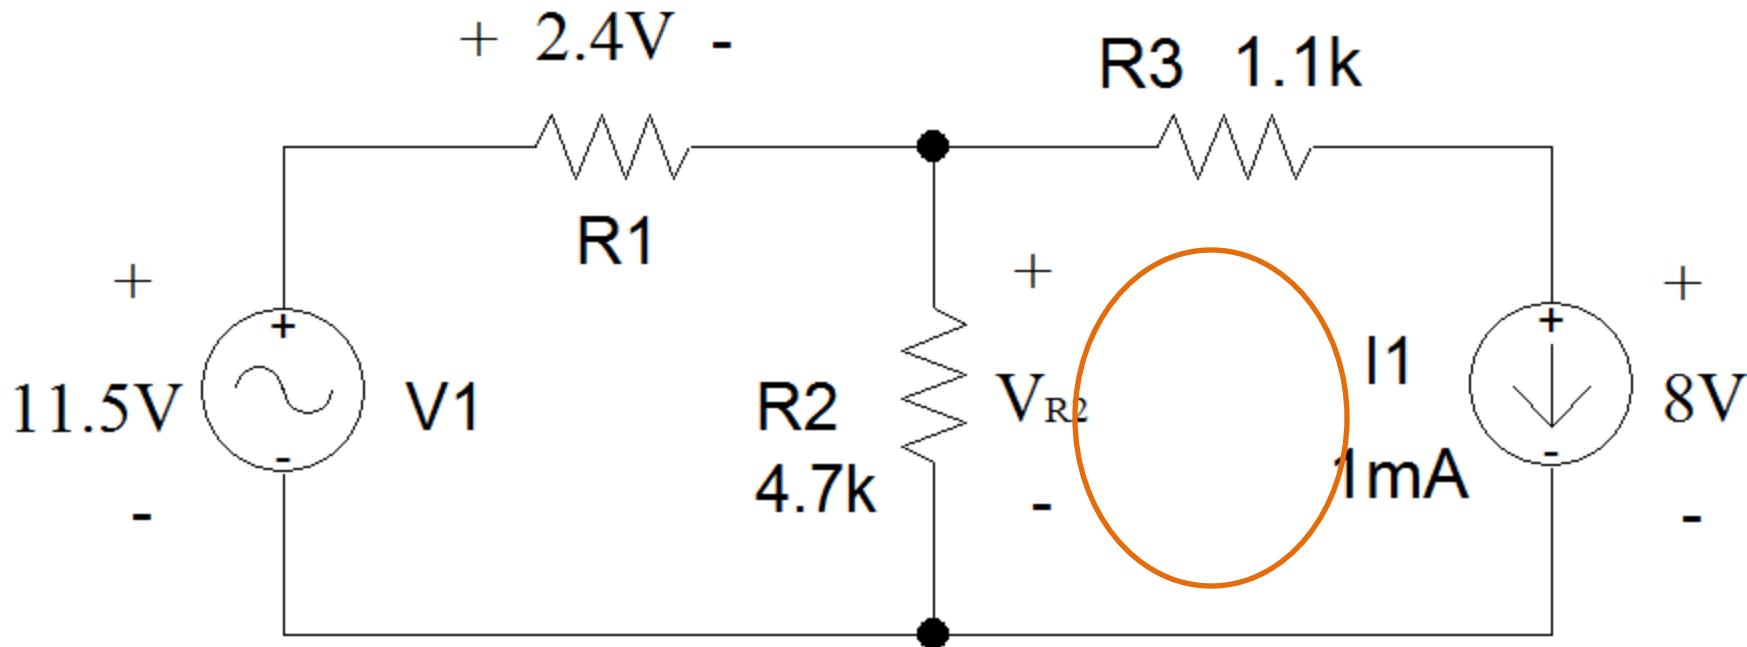 + 2.4V -
R3 1.1k
R1
+
11.5V
-
+
-
V1
R2
4.7k
+
VR2
-
I1
1mA
+
-
+
8V
-